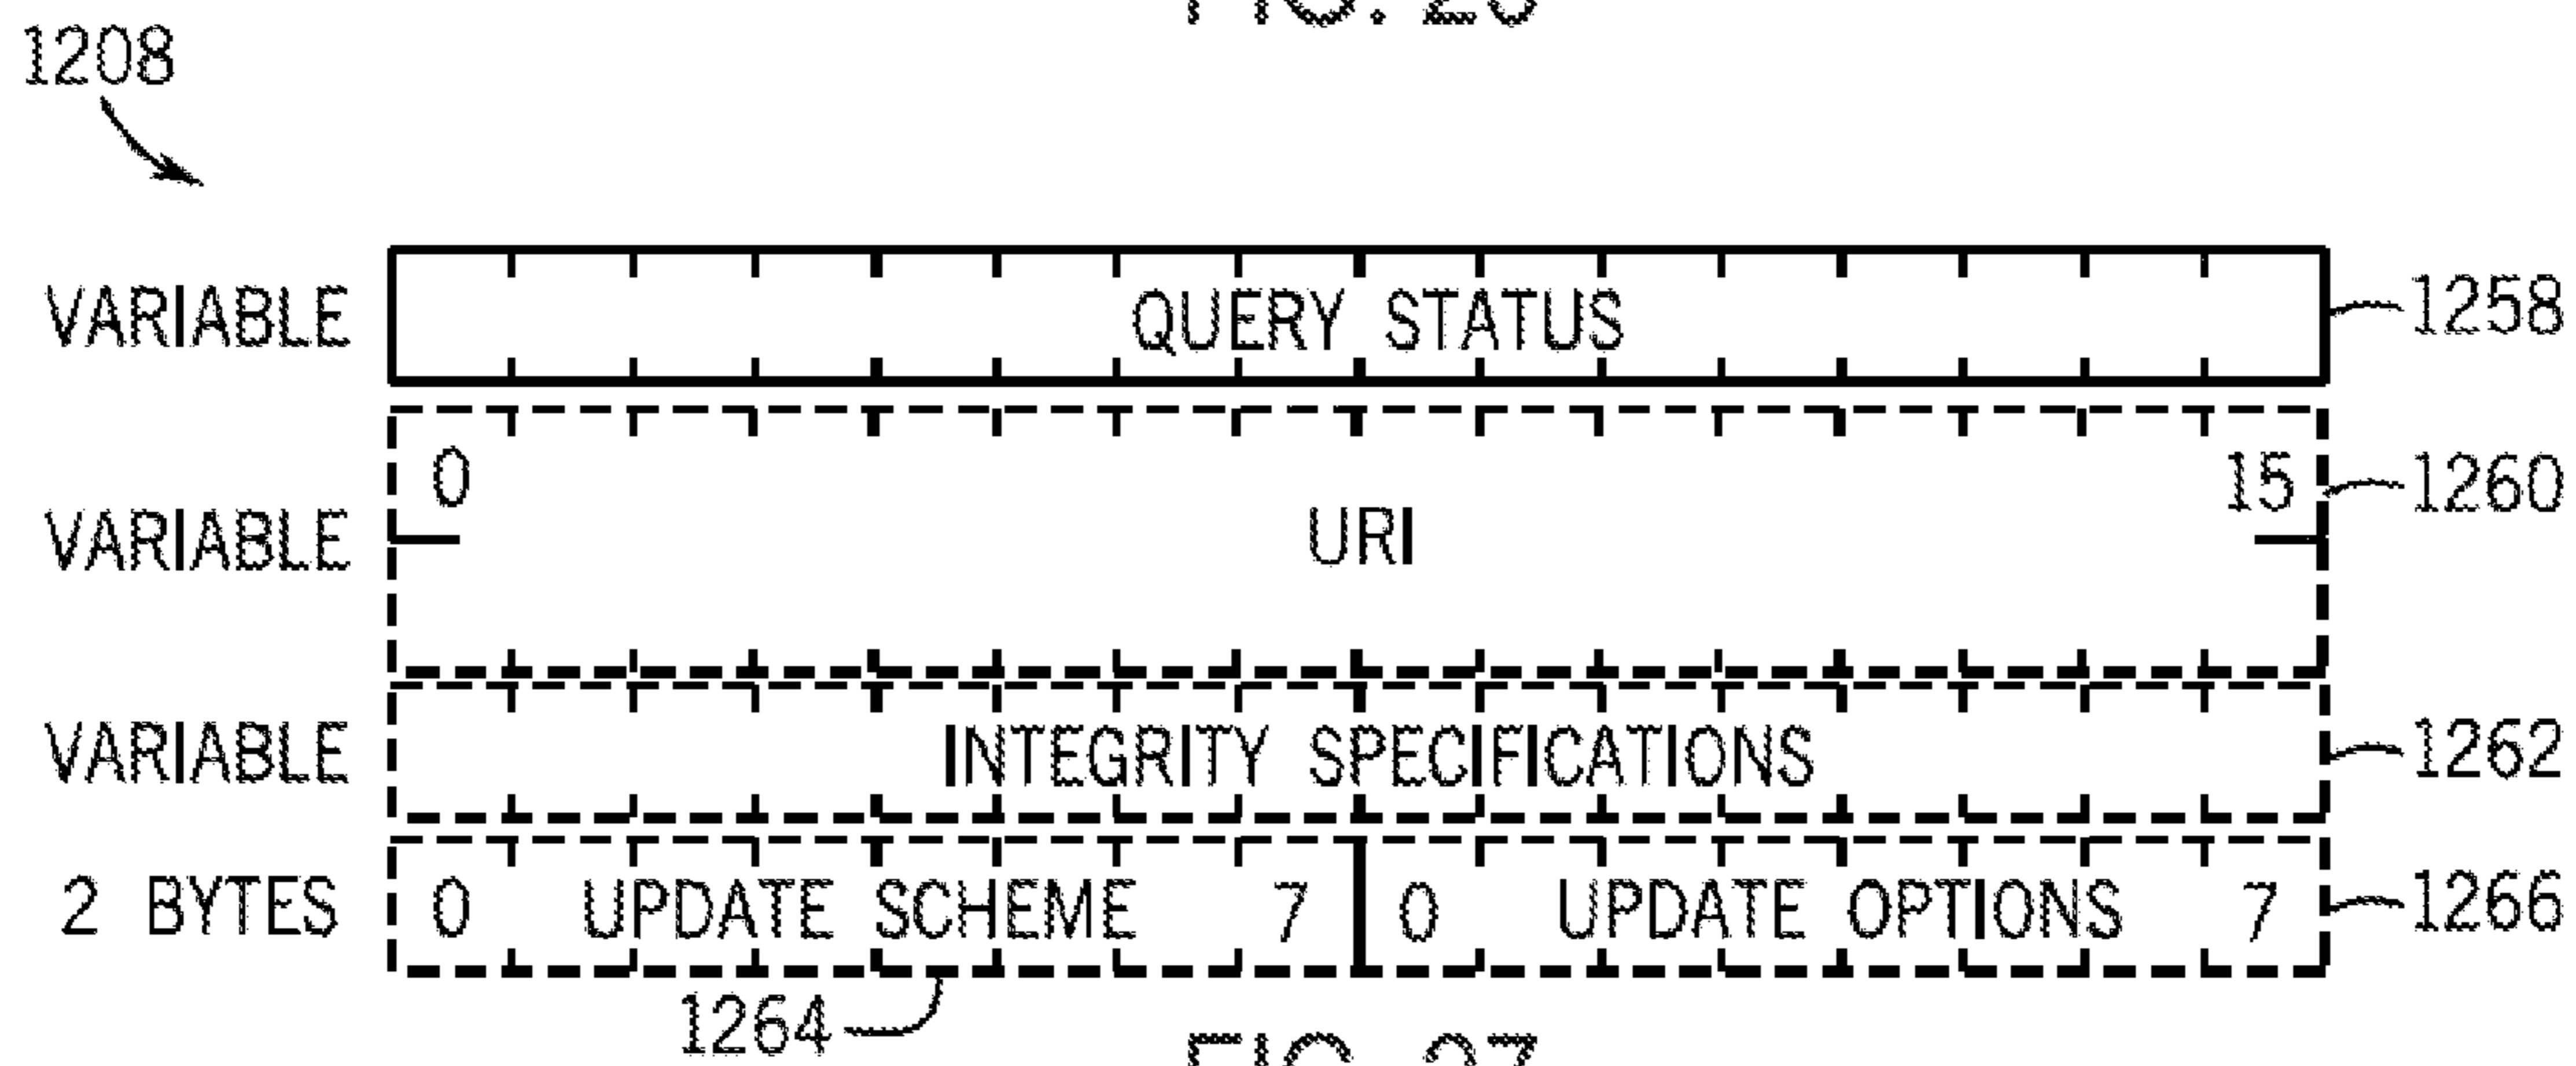 1208
VARIABLE QUERY STATUS 1258
VARIABLE 0 URI 15 1260
VARIABLE INTEGRITY SPECIFICATIONS 1262
2 BYTES 0 UPDATE SCHEME 7 0 UPDATE OPTIONS 7 1266
1264